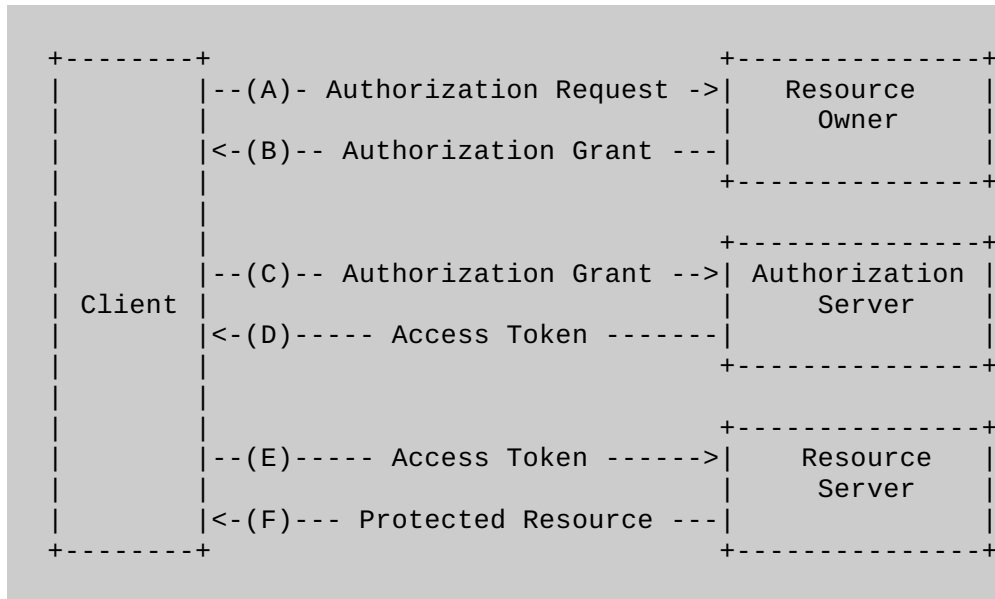 +--------+                               +---------------+
|        |--(A)- Authorization Request ->|   Resource    |
|        |                               |     Owner     |
|        |<-(B)-- Authorization Grant ---|               |
|        |                               +---------------+
|        |
|        |                               +---------------+
|        |--(C)-- Authorization Grant -->| Authorization |
| Client |                               |     Server    |
|        |<-(D)----- Access Token -------|               |
|        |                               +---------------+
|        |
|        |                               +---------------+
|        |--(E)----- Access Token ------>|    Resource   |
|        |                               |     Server    |
|        |<-(F)--- Protected Resource ---|               |
+--------+                               +---------------+